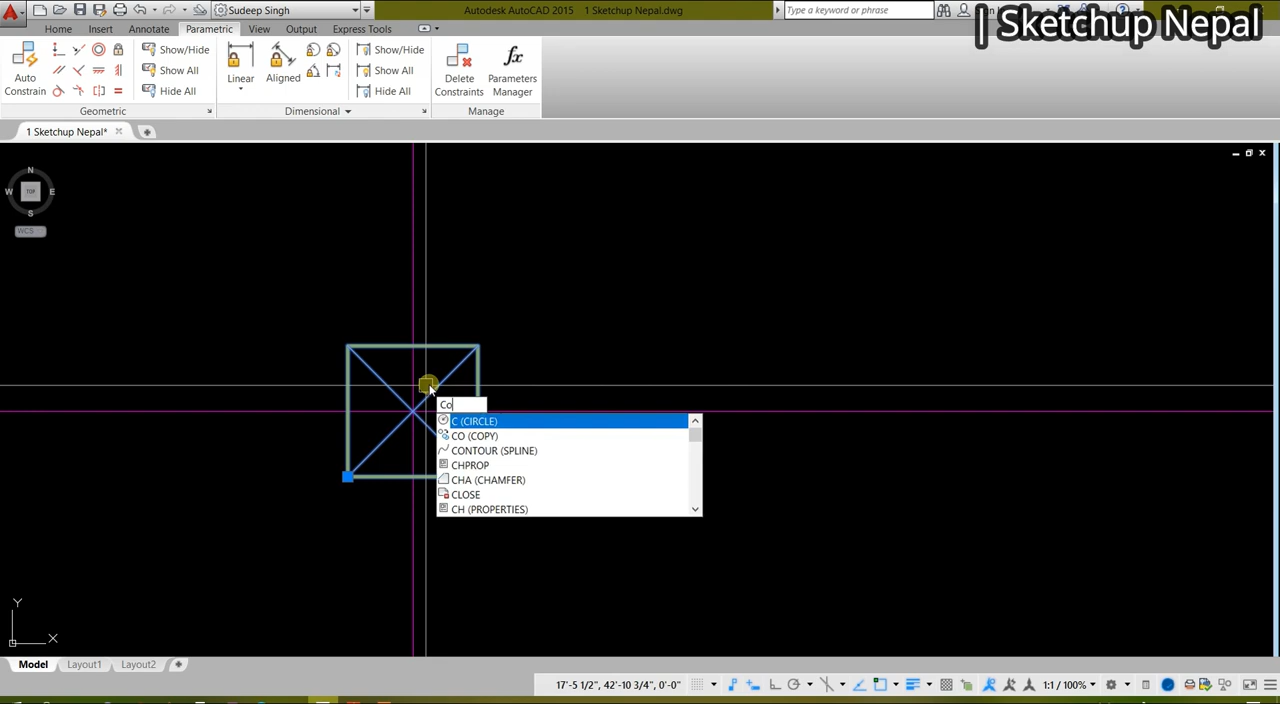 Sudeep Singh
Autodesk AutoCAD 2015 1 Sketchup Nepal.dwg
Type a keyword or phrase
| Sketchup Nepal
Home Insert Annotate Parametric View Output Express Tools
Auto
Constrain
Show/Hide
Show All
Hide All
Linear
Aligned
Show/Hide
Show All
Hide All
Delete
Constraints
fx
Parameters
Manager
Geometric
Dimensional
Manage
1 Sketchup Nepal*
N
W TOP E
S
WCS
Co
C (CIRCLE)
CO (COPY)
CONTOUR (SPLINE)
CHPROP
CHA (CHAMFER)
CLOSE
CH (PROPERTIES)
Y
X
Model Layout1 Layout2
17'-5 1/2", 42'-10 3/4", 0'-0"
1:1 / 100%